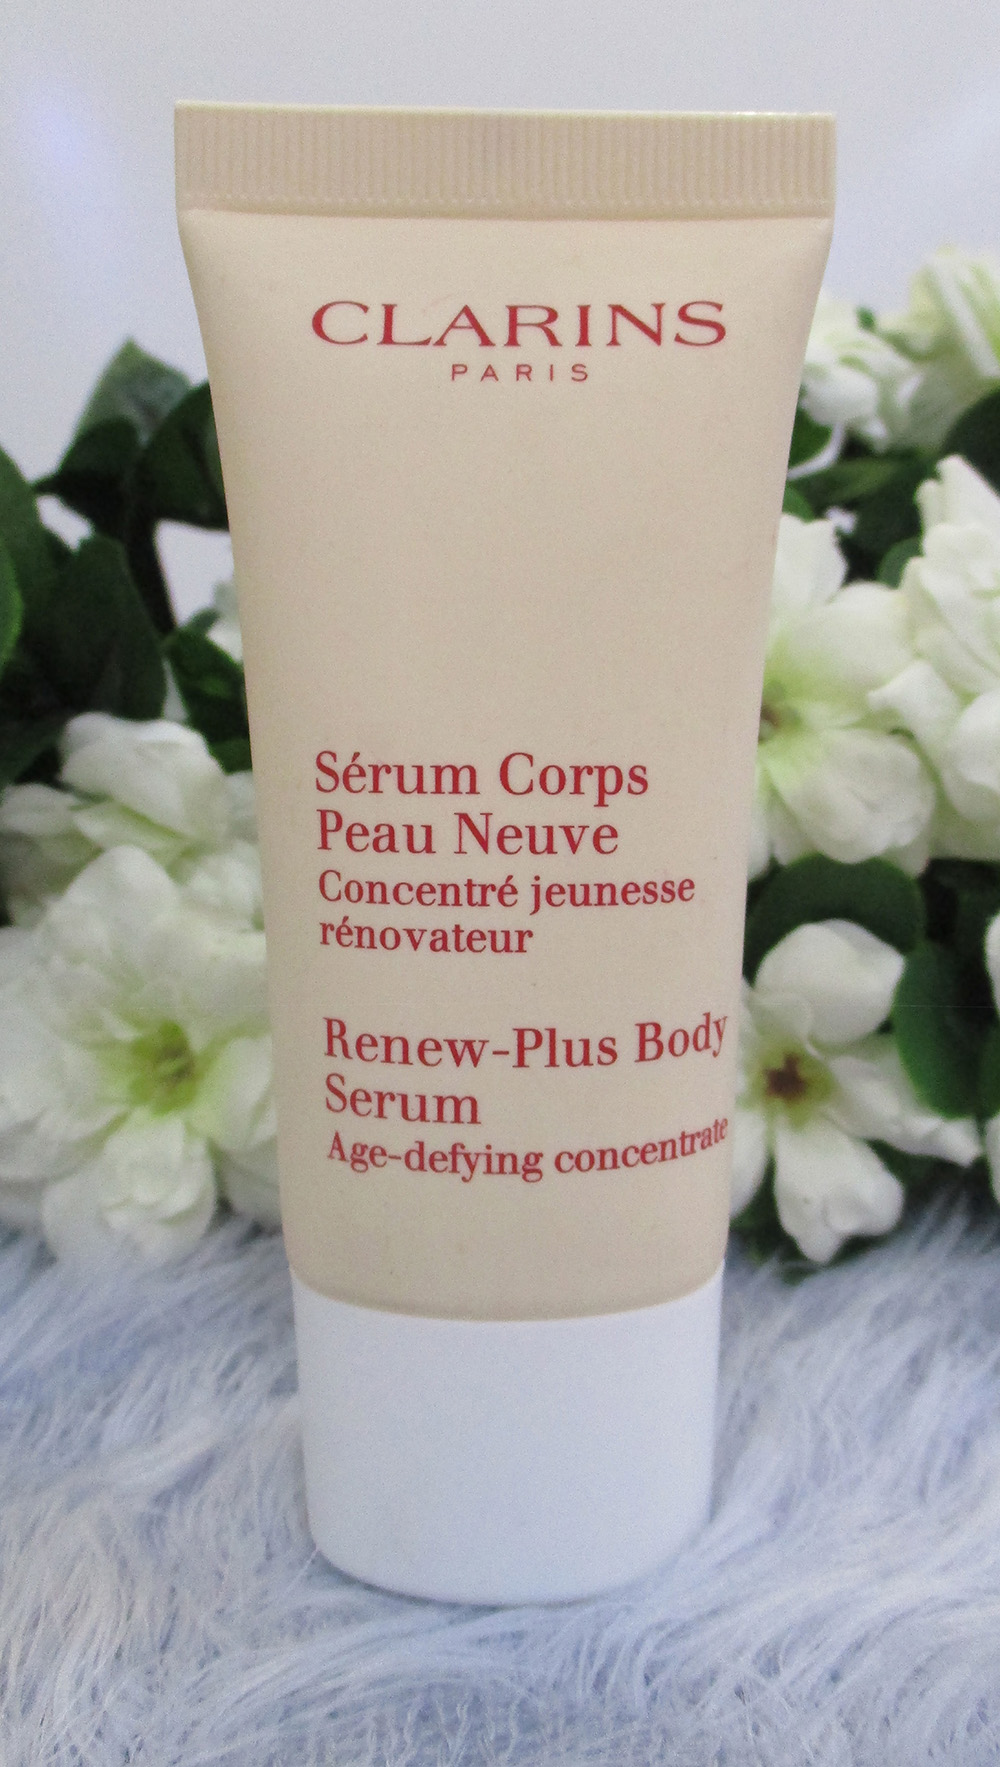 CLARINS
PARIS
Sérum Corps
Peau Neuve
Concentré jeunesse
rénovateur
Renew-Plus Body
Serum
Age-defying concentrate